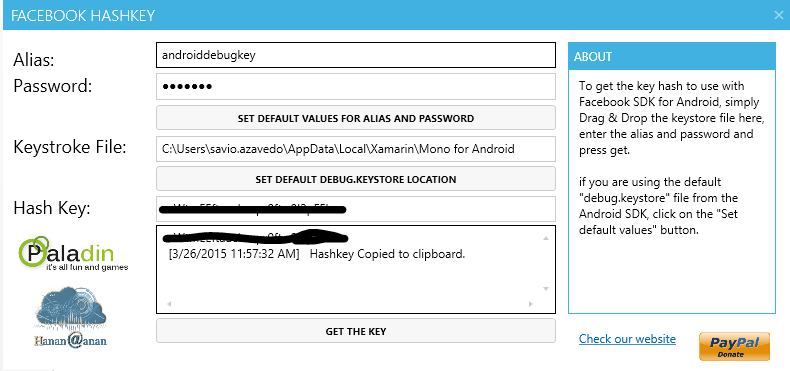 FACEBOOK HASHKEY
Alias:
androiddebugkey
Password:
•••••••
SET DEFAULT VALUES FOR ALIAS AND PASSWORD
Keystroke File:
C:\Users\savio.azavedo\AppData\Local\Xamarin\Mono for Android
SET DEFAULT DEBUG.KEYSTORE LOCATION
Hash Key:
[3/26/2015 11:57:32 AM] Hashkey Copied to clipboard.
GET THE KEY
Paladin
it's all fun and games
Hanan@anan
ABOUT
To get the key hash to use with
Facebook SDK for Android, simply
Drag & Drop the keystore file here,
enter the alias and password and
press get.
if you are using the default
"debug.keystore" file from the
Android SDK, click on the "Set
default values" button.
Check our website
PayPal
Donate